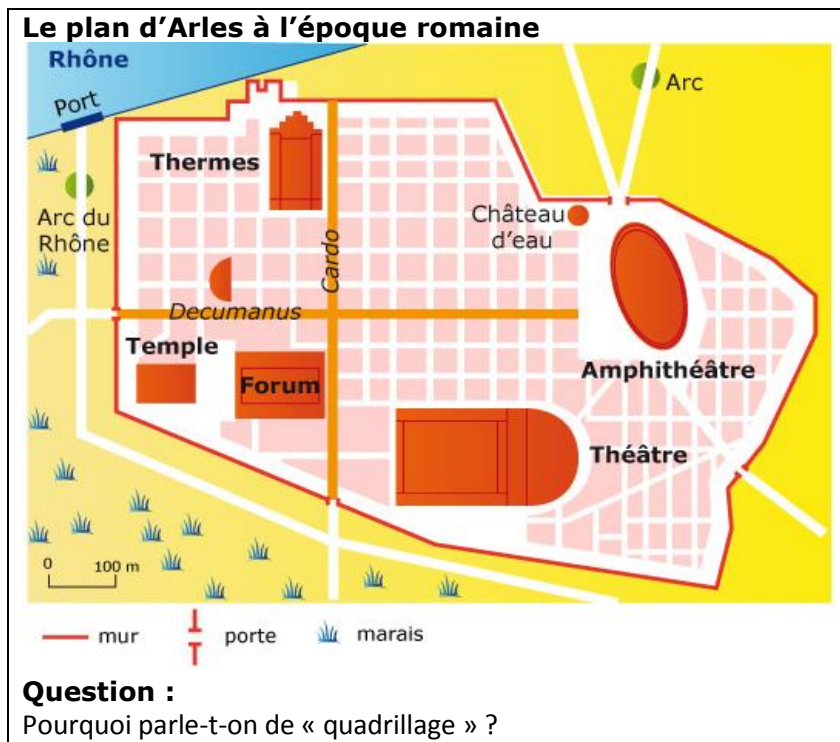 Le plan d’Arles à l’époque romaine
Rhône
Port
Arc
Thermes
Arc du
Rhône
Château
d'eau
Cardo
Decumanus
Temple
Forum
Amphithéâtre
Théâtre
0 100 m
mur porte marais
Question :
Pourquoi parle-t-on de « quadrillage » ?